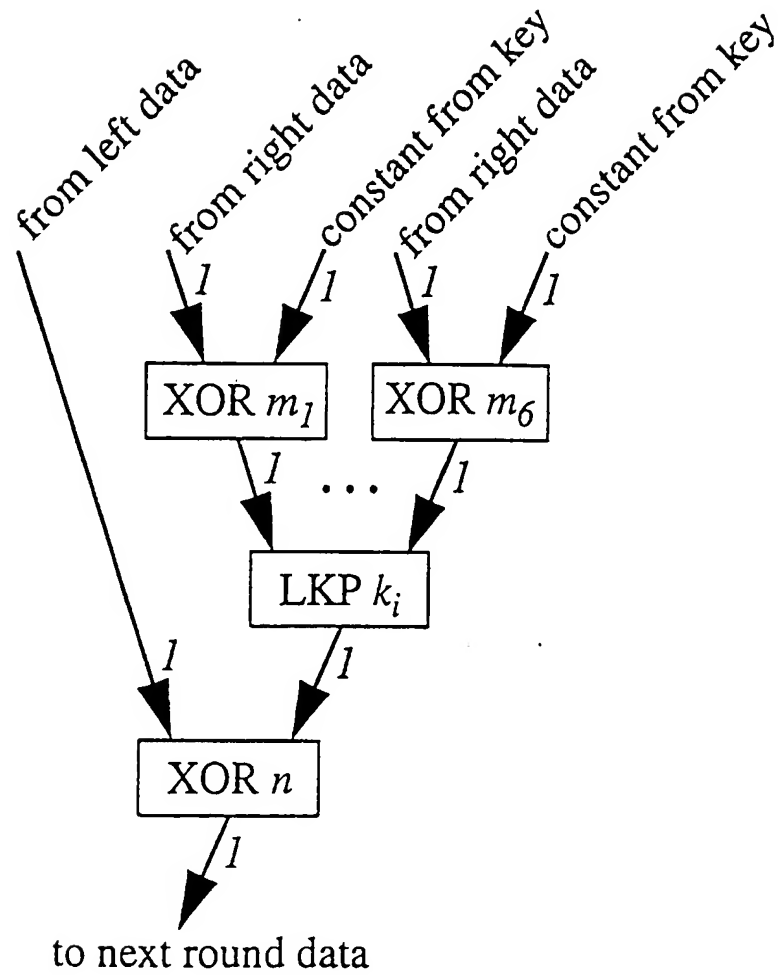 from left data
from right data
constant from key
from right data
constant from key
1
1
1
1
XOR m1
XOR m6
1
...
1
LKP ki
1
1
XOR n
1
to next round data